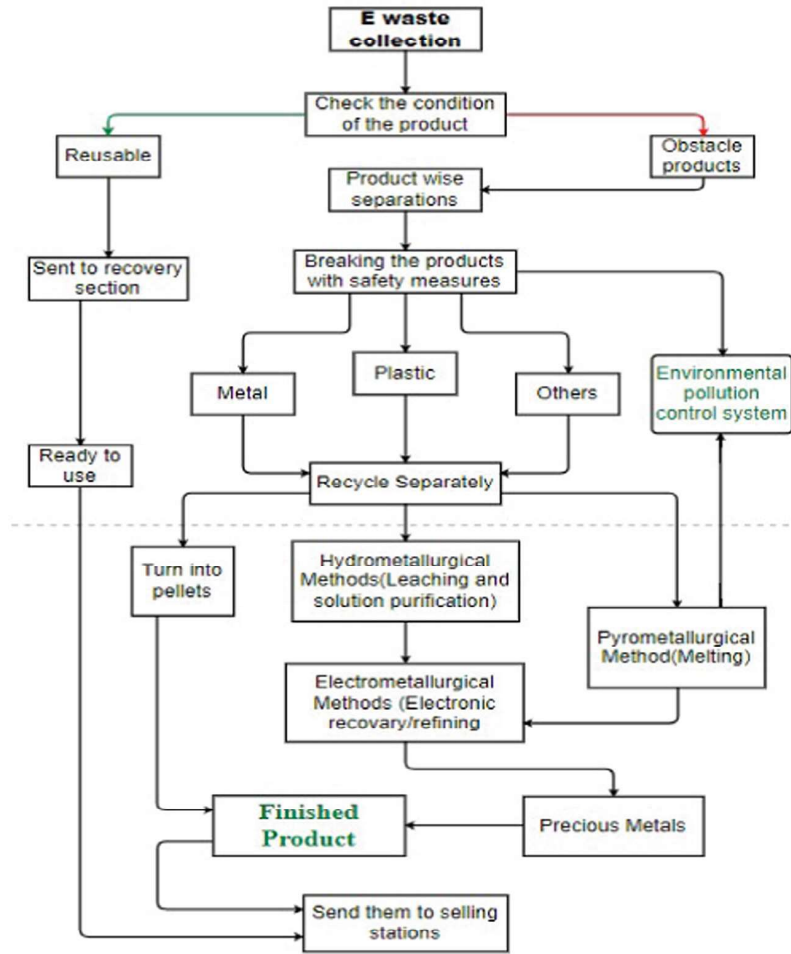 E waste
collection
Check the condition
of the product
Reusable
Obstacle
products
Product wise
separations
Sent to recovery
section
Breaking the products
with safety measures
Metal
Plastic
Others
Environmental
pollution
control system
Ready to
use
Recycle Separately
Turn into
pellets
Hydrometallurgical
Methods(Leaching and
solution purification)
Pyrometallurgical
Method(Melting)
Electrometallurgical
Methods (Electronic
recovary/refining
Finished
Product
Precious Metals
Send them to selling
stations